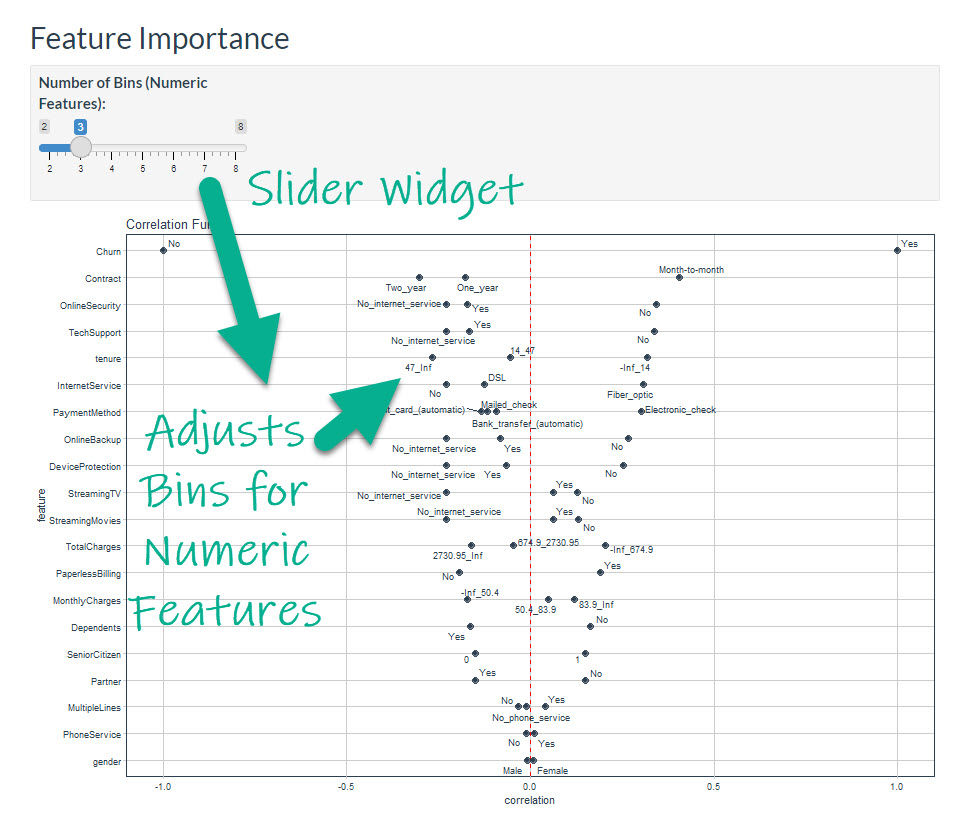 Feature Importance
Number of Bins (Numeric
Features):
2 3 8
2 3 4 5 6 7 8
Slider Widget
Correlation Fu
Churn No Yes
Contract Two_year One_year Month-to-month
OnlineSecurity No_internet_service Yes No
TechSupport No_internet_service Yes No
tenure 47_Inf 14_47 -Inf_14
InternetService No DSL Fiber_optic
PaymentMethod t_card_(automatic) Mailed_check Bank_transfer_(automatic) Electronic_check
OnlineBackup No_internet_service Yes No
DeviceProtection No_internet_service Yes No
StreamingTV No_internet_service Yes No
StreamingMovies No_internet_service Yes No
TotalCharges 2730.95_Inf 674.9_2730.95 -Inf_674.9
PaperlessBilling No Yes
MonthlyCharges -Inf_50.4 50.4_83.9 83.9_Inf
Dependents Yes No
SeniorCitizen 0 1
Partner Yes No
MultipleLines No No_phone_service Yes
PhoneService No Yes
gender Male Female
feature
Adjusts
Bins for
Numeric
Features
-1.0 -0.5 0.0 0.5 1.0
correlation